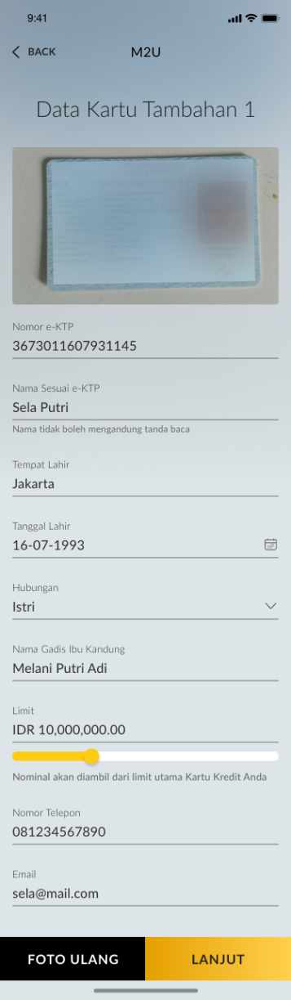 9:41
BACK
M2U
Data Kartu Tambahan 1
Nomor e-KTP
3673011607931145
Nama Sesuai e-KTP
Sela Putri
Nama tidak boleh mengandung tanda baca
Tempat Lahir
Jakarta
Tanggal Lahir
16-07-1993
Hubungan
Istri
Nama Gadis Ibu Kandung
Melani Putri Adi
Limit
IDR 10,000,000.00
Nominal akan diambil dari limit utama Kartu Kredit Anda
Nomor Telepon
081234567890
Email
sela@mail.com
FOTO ULANG
LANJUT